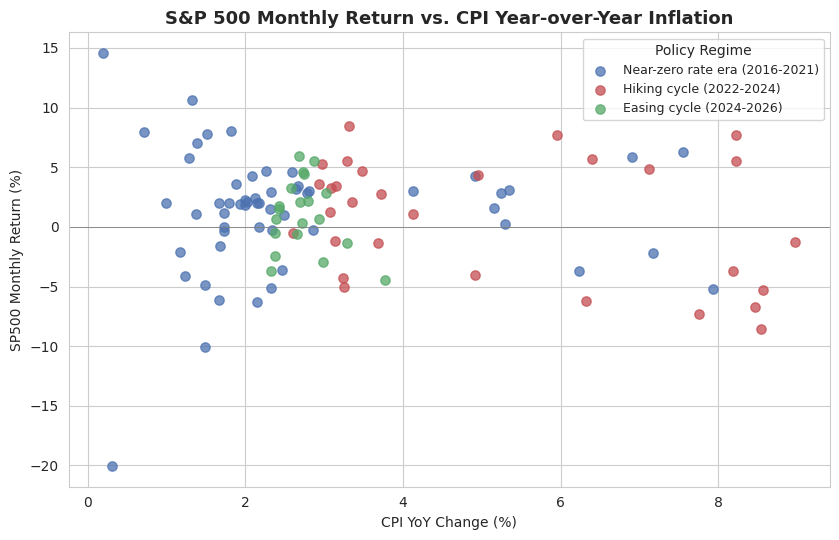 S&P 500 Monthly Return vs. CPI Year-over-Year Inflation
Policy Regime
Near-zero rate era (2016-2021)
Hiking cycle (2022-2024)
Easing cycle (2024-2026)
SP500 Monthly Return (%)
15
10
5
0
−5
−10
−15
−20
0 2 4 6 8
CPI YoY Change (%)